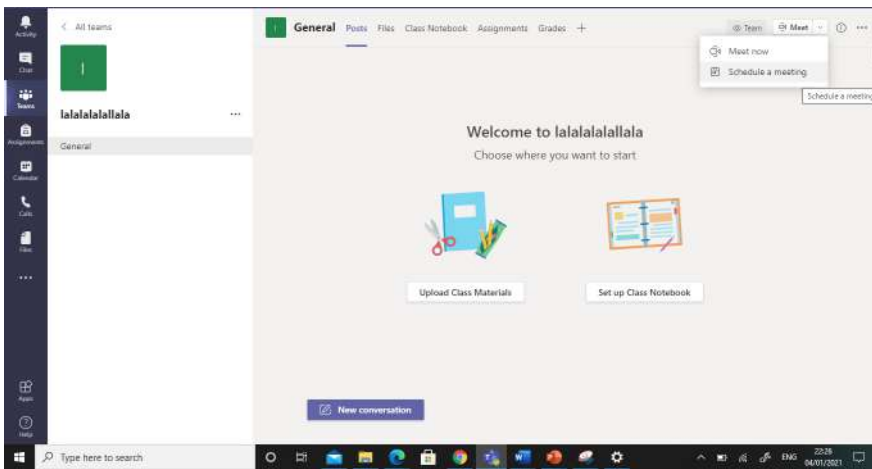 Activity
Chat
Teams
Assignments
Calendar
Calls
Files
Apps
Help
All teams
lalalalalallala
General
General Posts Files Class Notebook Assignments Grades
Team
Meet
Meet now
Schedule a meeting
Schedule a meeting
Welcome to lalalalalallala
Choose where you want to start
Upload Class Materials
Set up Class Notebook
New conversation
Type here to search
ENG
22:26
04/01/2021